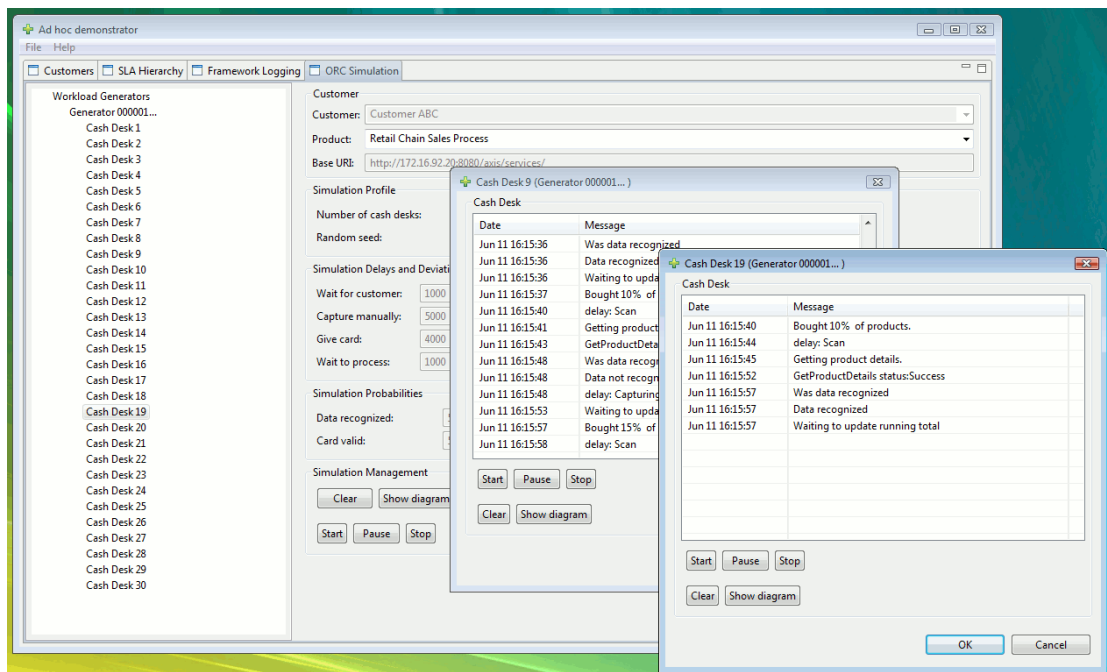 Ad hoc demonstrator
File Help
Customers SLA Hierarchy Framework Logging ORC Simulation
Workload Generators
Generator 000001...
Cash Desk 1
Cash Desk 2
Cash Desk 3
Cash Desk 4
Cash Desk 5
Cash Desk 6
Cash Desk 7
Cash Desk 8
Cash Desk 9
Cash Desk 10
Cash Desk 11
Cash Desk 12
Cash Desk 13
Cash Desk 14
Cash Desk 15
Cash Desk 16
Cash Desk 17
Cash Desk 18
Cash Desk 19
Cash Desk 20
Cash Desk 21
Cash Desk 22
Cash Desk 23
Cash Desk 24
Cash Desk 25
Cash Desk 26
Cash Desk 27
Cash Desk 28
Cash Desk 29
Cash Desk 30
Customer
Customer: Customer ABC
Product: Retail Chain Sales Process
Base URI: http://172.16.92.20:8080/axis/services/
Simulation Profile
Number of cash desks:
Random seed:
Simulation Delays and Deviati
Wait for customer: 1000
Capture manually: 5000
Give card: 4000
Wait to process: 1000
Simulation Probabilities
Data recognized:
Card valid:
Simulation Management
Clear Show diagram
Start Pause Stop
Cash Desk 9 (Generator 000001... )
Cash Desk
Date Message
Jun 11 16:15:36 Was data recognized
Jun 11 16:15:36 Data recognized
Jun 11 16:15:36 Waiting to upda
Jun 11 16:15:37 Bought 10% of
Jun 11 16:15:40 delay: Scan
Jun 11 16:15:41 Getting product
Jun 11 16:15:43 GetProductDeta
Jun 11 16:15:48 Was data recogn
Jun 11 16:15:48 Data not recogn
Jun 11 16:15:48 delay: Capturing
Jun 11 16:15:53 Waiting to upda
Jun 11 16:15:57 Bought 15% of
Jun 11 16:15:58 delay: Scan
Start Pause Stop
Clear Show diagram
Cash Desk 19 (Generator 000001... )
Cash Desk
Date Message
Jun 11 16:15:40 Bought 10% of products.
Jun 11 16:15:44 delay: Scan
Jun 11 16:15:45 Getting product details.
Jun 11 16:15:52 GetProductDetails status:Success
Jun 11 16:15:57 Was data recognized
Jun 11 16:15:57 Data recognized
Jun 11 16:15:57 Waiting to update running total
Start Pause Stop
Clear Show diagram
OK Cancel